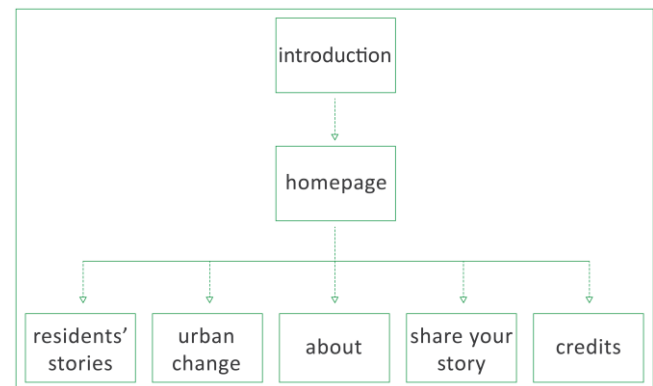 introduction
homepage
residents’
stories
urban
change
about
share your
story
credits